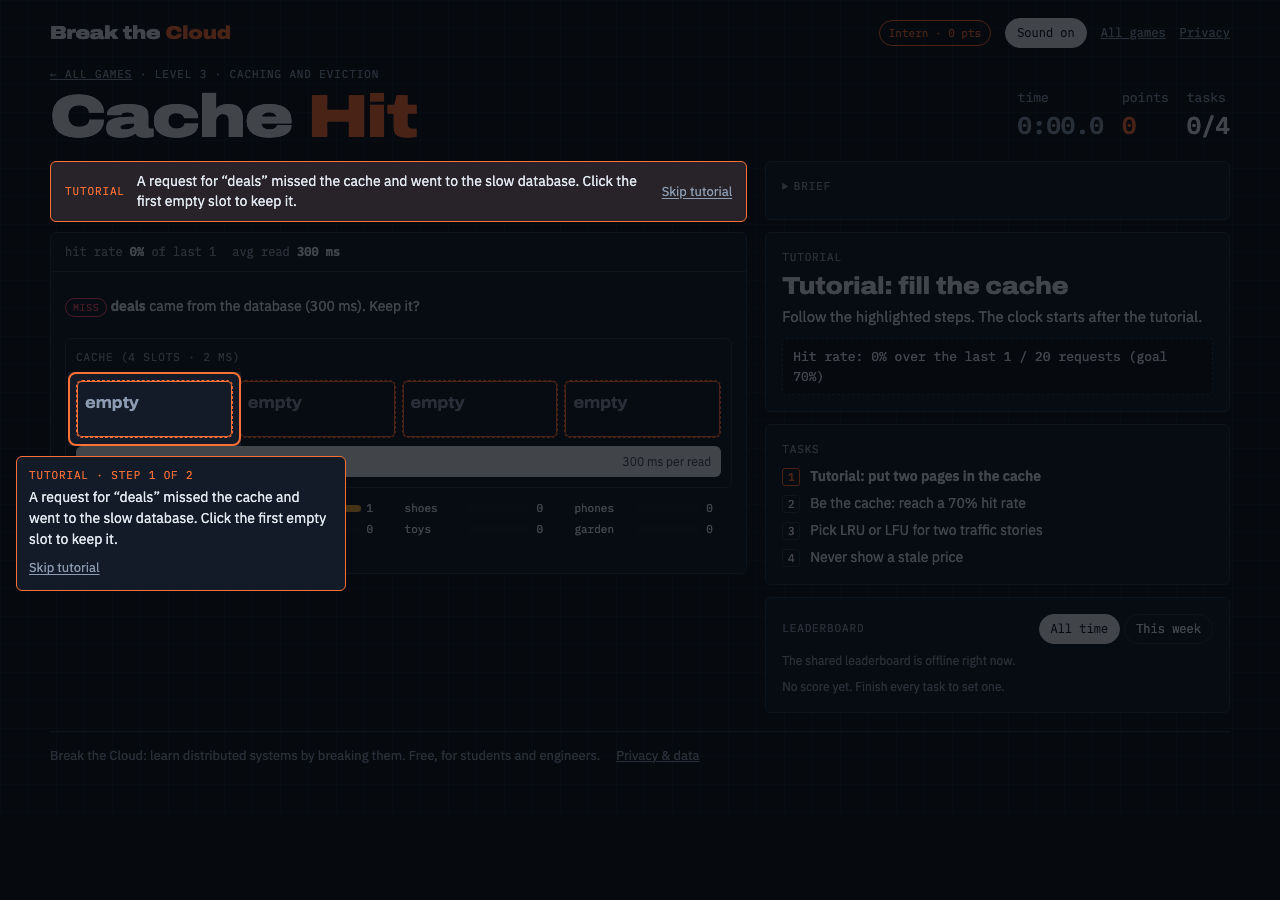 Break the Cloud
Intern · 0 pts
Sound on
All games
Privacy
← ALL GAMES · LEVEL 3 · CACHING AND EVICTION
Cache Hit
time
points
tasks
0:00.0
0
0/4
TUTORIAL
A request for “deals” missed the cache and went to the slow database. Click the
first empty slot to keep it.
Skip tutorial
hit rate 0% of last 1 avg read 300 ms
MISS deals came from the database (300 ms). Keep it?
CACHE (4 SLOTS · 2 MS)
empty
empty
empty
empty
300 ms per read
1
shoes
0
phones
0
0
toys
0
garden
0
TUTORIAL · STEP 1 OF 2
A request for “deals” missed the cache and
went to the slow database. Click the first empty
slot to keep it.
Skip tutorial
▶ BRIEF
TUTORIAL
Tutorial: fill the cache
Follow the highlighted steps. The clock starts after the tutorial.
Hit rate: 0% over the last 1 / 20 requests (goal
70%)
TASKS
1 Tutorial: put two pages in the cache
2 Be the cache: reach a 70% hit rate
3 Pick LRU or LFU for two traffic stories
4 Never show a stale price
LEADERBOARD
All time
This week
The shared leaderboard is offline right now.
No score yet. Finish every task to set one.
Break the Cloud: learn distributed systems by breaking them. Free, for students and engineers.
Privacy & data